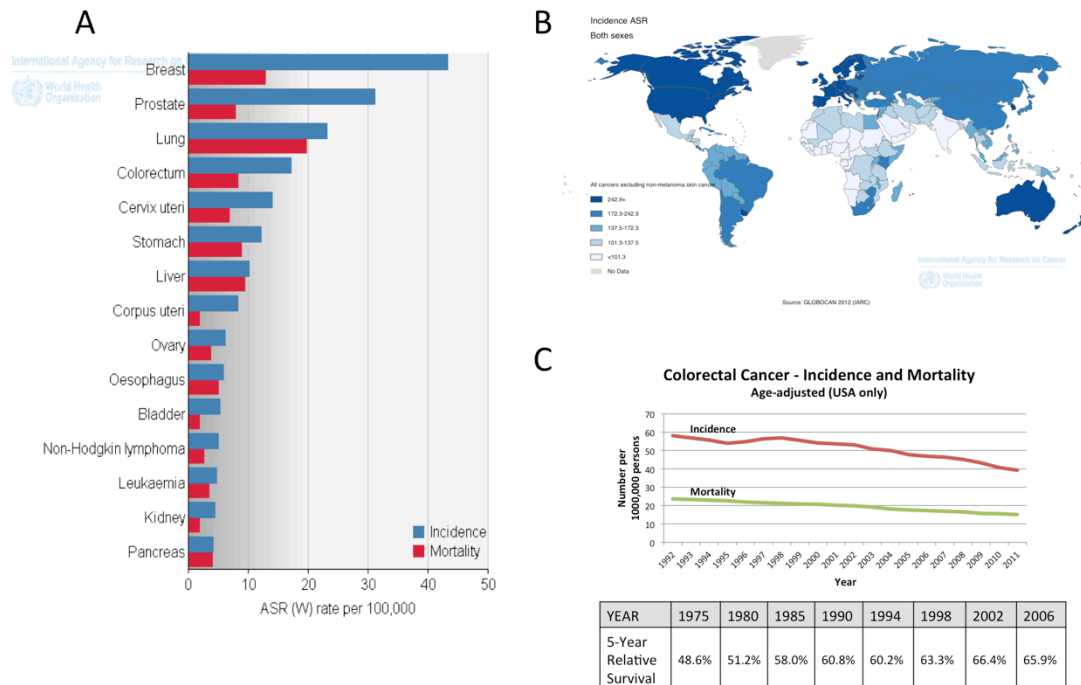 A
International Agency for Research on
World Health
Organization
Breast
Prostate
Lung
Colorectum
Cervix uteri
Stomach
Liver
Corpus uteri
Ovary
Oesophagus
Bladder
Non-Hodgkin lymphoma
Leukaemia
Kidney
Pancreas
Incidence
Mortality
0 10 20 30 40 50
ASR (W) rate per 100,000
B
Incidence ASR
Both sexes
All cancers excluding non-melanoma skin cancer
242.9+
172.3-242.9
137.5-172.3
101.3-137.5
<101.3
No Data
International Agency for Research on Cancer
World Health
Organization
Source: GLOBOCAN 2012 (IARC)
C
Colorectal Cancer - Incidence and Mortality
Age-adjusted (USA only)
Number per
1000,000 persons
70
60
50
40
30
20
10
0
Incidence
Mortality
1992 1993 1994 1995 1996 1997 1998 1999 2000 2001 2002 2003 2004 2005 2006 2007 2008 2009 2010 2011
Year
YEAR 1975 1980 1985 1990 1994 1998 2002 2006
5-Year
Relative
Survival
48.6% 51.2% 58.0% 60.8% 60.2% 63.3% 66.4% 65.9%